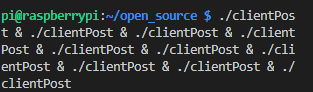 pi@raspberrypi:~/open_source $ ./clientPos
t & ./clientPost & ./clientPost & ./client
Post & ./clientPost & ./clientPost & ./cli
entPost & ./clientPost & ./clientPost & ./
clientPost